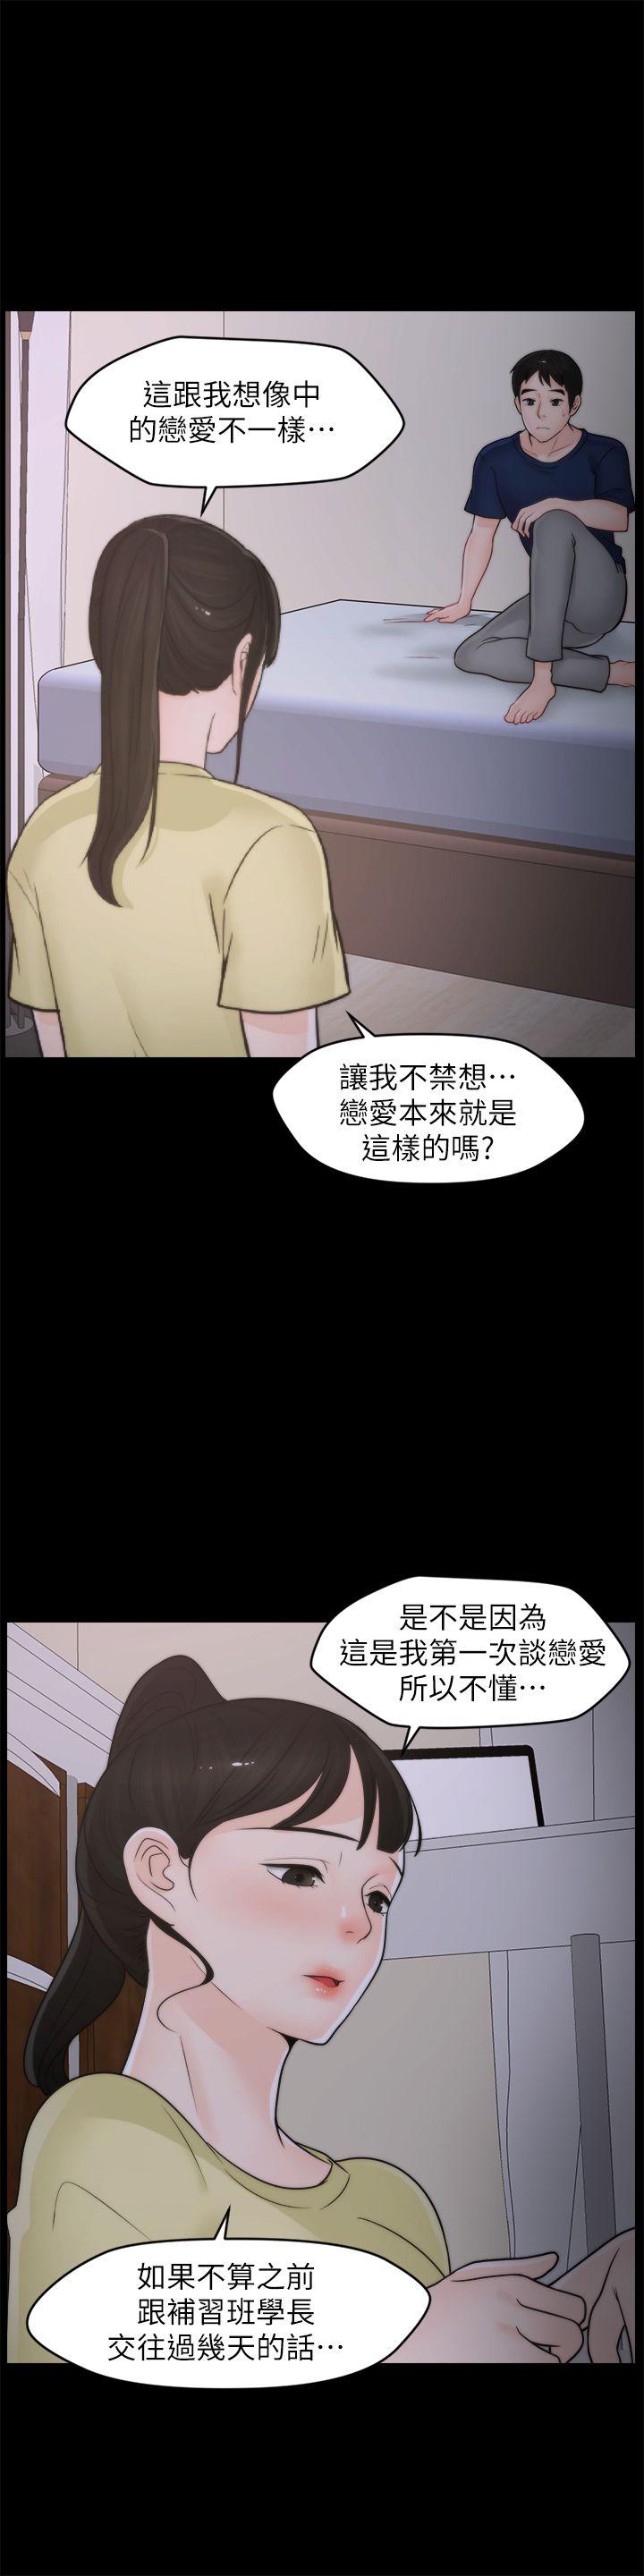 這跟我想像中
的戀愛不一樣…
讓我不禁想…
戀愛本來就是
這樣的嗎?
是不是因為
這是我第一次談戀愛
所以不懂…
如果不算之前
跟補習班學長
交往過幾天的話…